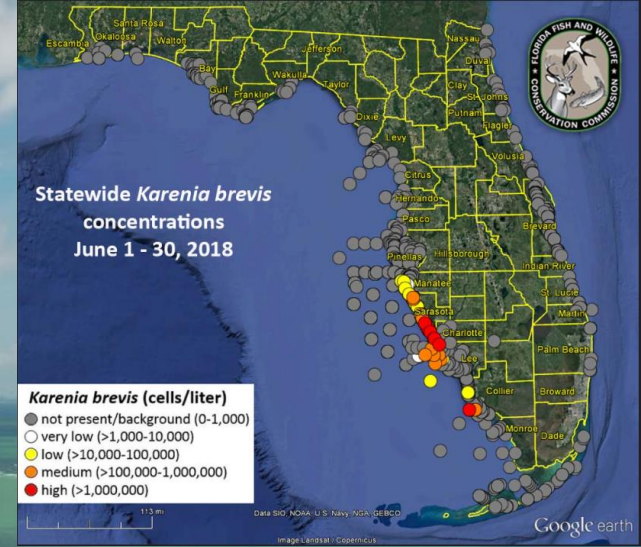 Santa Rosa
Escambia
Okaloosa
Walton
Bay
Gulf
Franklin
Wakulla
Jefferson
Taylor
Dixie
Levy
Citrus
Hernando
Pasco
Pinellas
Hillsborough
Manatee
Sarasota
Charlotte
Lee
Collier
Monroe
Dade
Broward
Palm Beach
Martin
St. Lucie
Indian River
Brevard
Volusia
Flagler
Putnam
St Johns
Clay
Duval
Nassau
FLORIDA FISH AND WILDLIFE
CONSERVATION COMMISSION
Statewide Karenia brevis
concentrations
June 1 - 30, 2018
Karenia brevis (cells/liter)
not present/background (0-1,000)
very low (>1,000-10,000)
low (>10,000-100,000)
medium (>100,000-1,000,000)
high (>1,000,000)
113 mi
Data SIO, NOAA, U.S. Navy, NGA, GEBCO
Image Landsat / Copernicus
Google earth